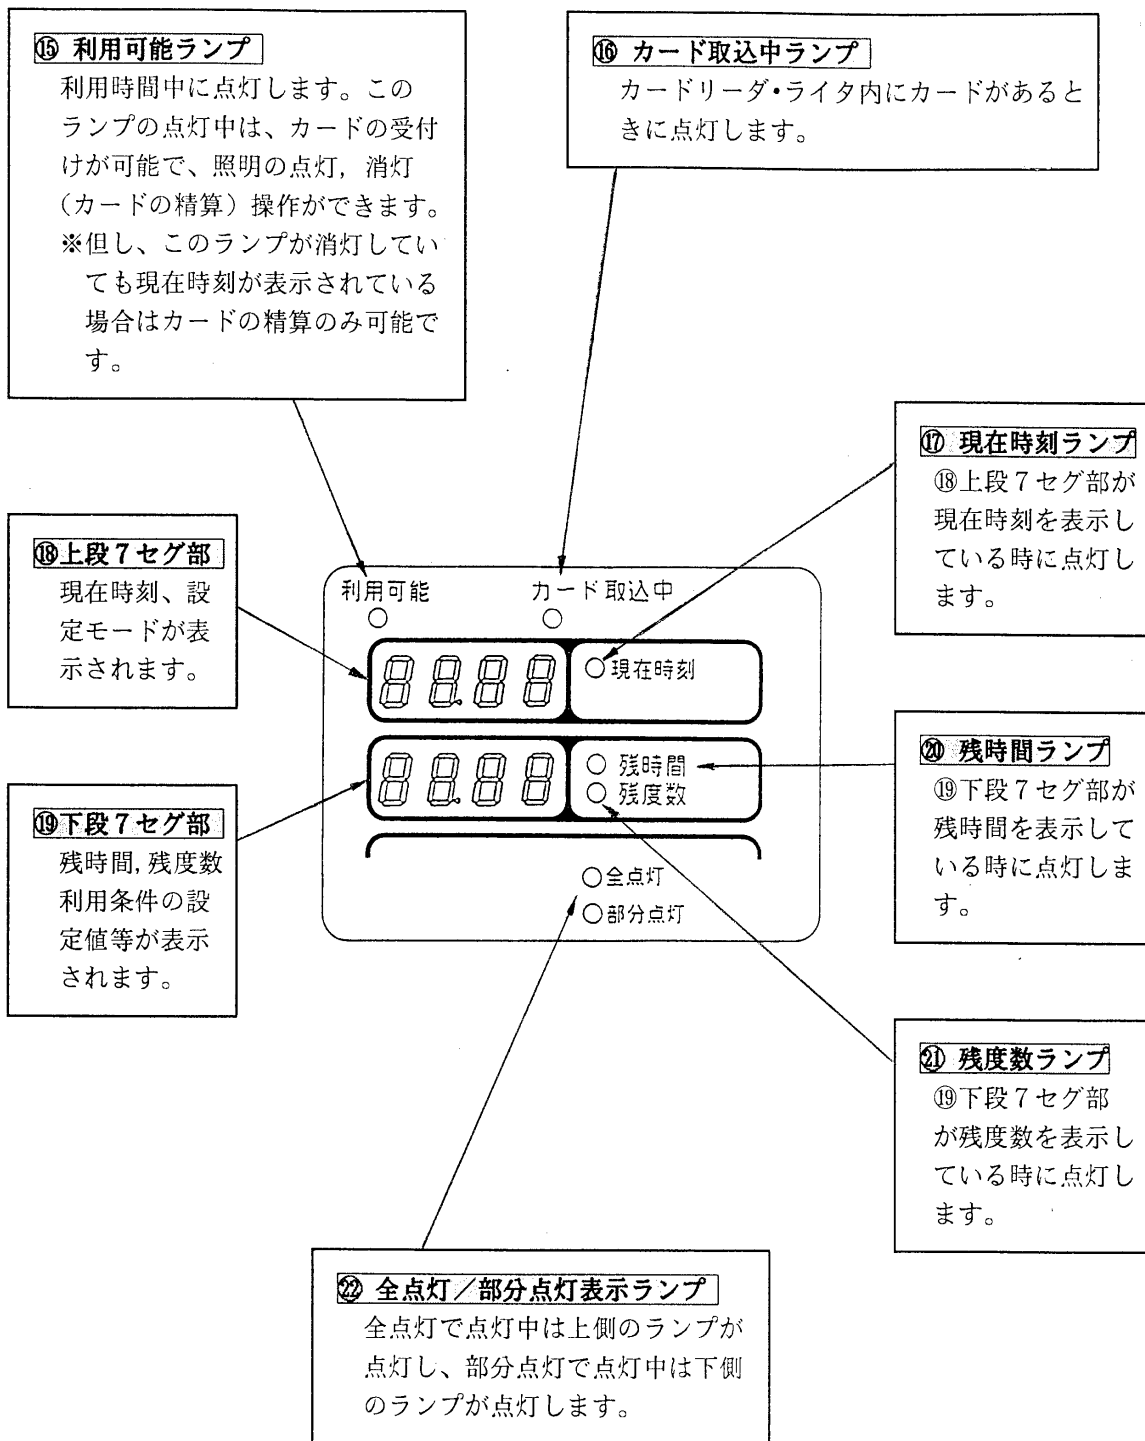 ⑮ 利用可能ランプ
利用時間中に点灯します。この
ランプの点灯中は、カードの受付
けが可能で、照明の点灯, 消灯
(カードの精算) 操作ができます。
※但し、このランプが消灯してい
ても現在時刻が表示されている
場合はカードの精算のみ可能で
す。
⑯ カード取込中ランプ
カードリーダ・ライタ内にカードがあると
きに点灯します。
⑰ 現在時刻ランプ
⑱上段7セグ部が
現在時刻を表示し
ている時に点灯し
ます。
⑱上段7セグ部
現在時刻、設
定モードが表
示されます。
利用可能
カード取込中
88.88
現在時刻
88.88
残時間
残度数
全点灯
部分点灯
⑲下段7セグ部
残時間, 残度数
利用条件の設
定値等が表示
されます。
⑳ 残時間ランプ
⑲下段7セグ部が
残時間を表示して
いる時に点灯しま
す。
㉑ 残度数ランプ
⑲下段7セグ部
が残度数を表示し
ている時に点灯し
ます。
㉒ 全点灯/部分点灯表示ランプ
全点灯で点灯中は上側のランプが
点灯し、部分点灯で点灯中は下側
のランプが点灯します。